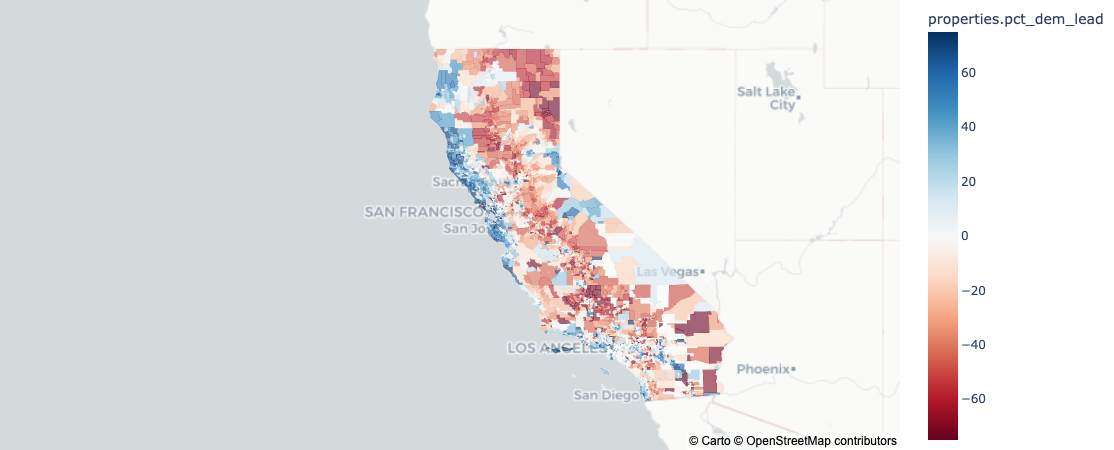 properties.pct_dem_lead
60
40
20
0
−20
−40
−60
Salt Lake
City
SAN FRANCISCO
San Jo
Las Vegas
LOS ANGELES
Phoenix
San Diego
© Carto © OpenStreetMap contributors